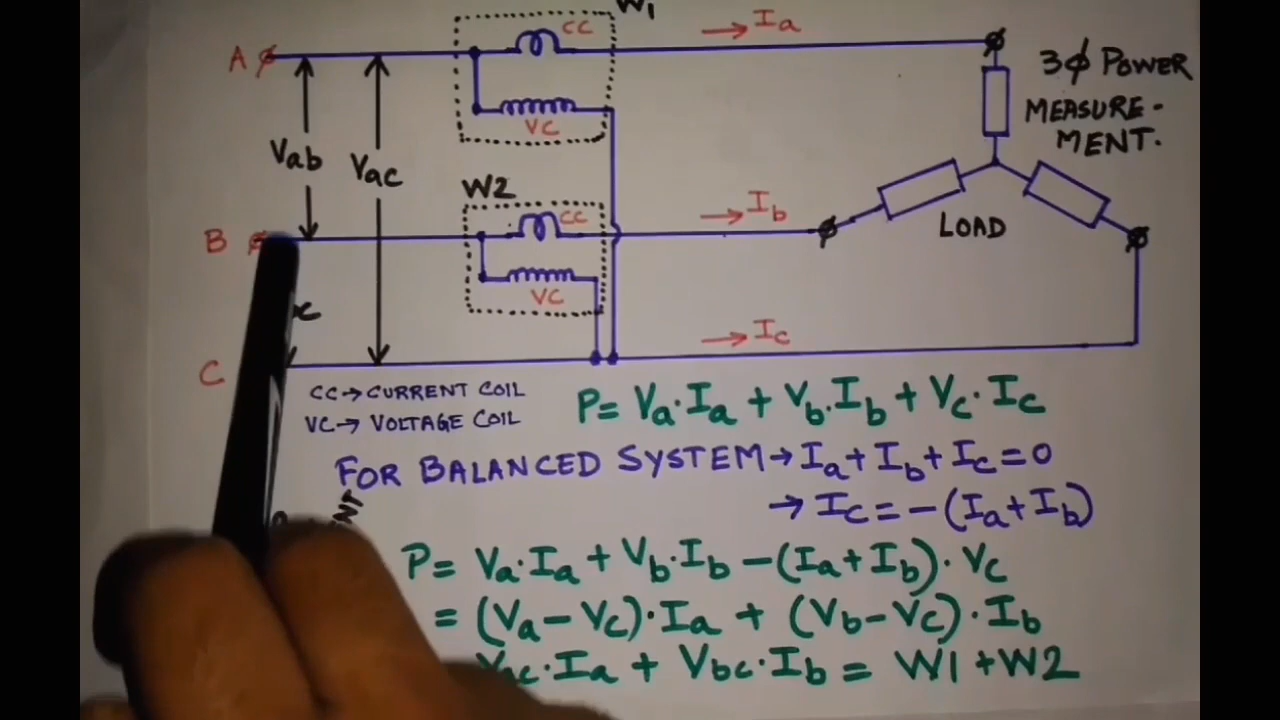 W1
CC
Ia
A
3ϕ POWER
MEASURE-
MENT.
VC
Vab
Vac
W2
CC
Ib
B
LOAD
VC
c
Ic
C
CC→CURRENT COIL
VC→ VOLTAGE COIL
P= Va·Ia + Vb·Ib + Vc·Ic
FOR BALANCED SYSTEM→Ia+Ib+Ic=0
→ Ic=-(Ia+Ib)
P= Va·Ia + Vb·Ib -(Ia+Ib)·Vc
= (Va-Vc)·Ia + (Vb-Vc)·Ib
Vac·Ia + Vbc·Ib = W1+W2